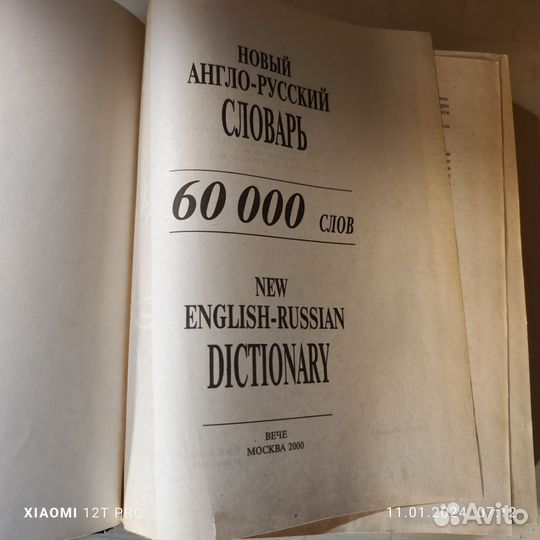 НОВЫЙ
АНГЛО-РУССКИЙ
СЛОВАРЬ
60 000 СЛОВ
NEW
ENGLISH-RUSSIAN
DICTIONARY
ВЕЧЕ
МОСКВА 2000
XIAOMI 12T PRO
11.01.2024 07:12
Avito